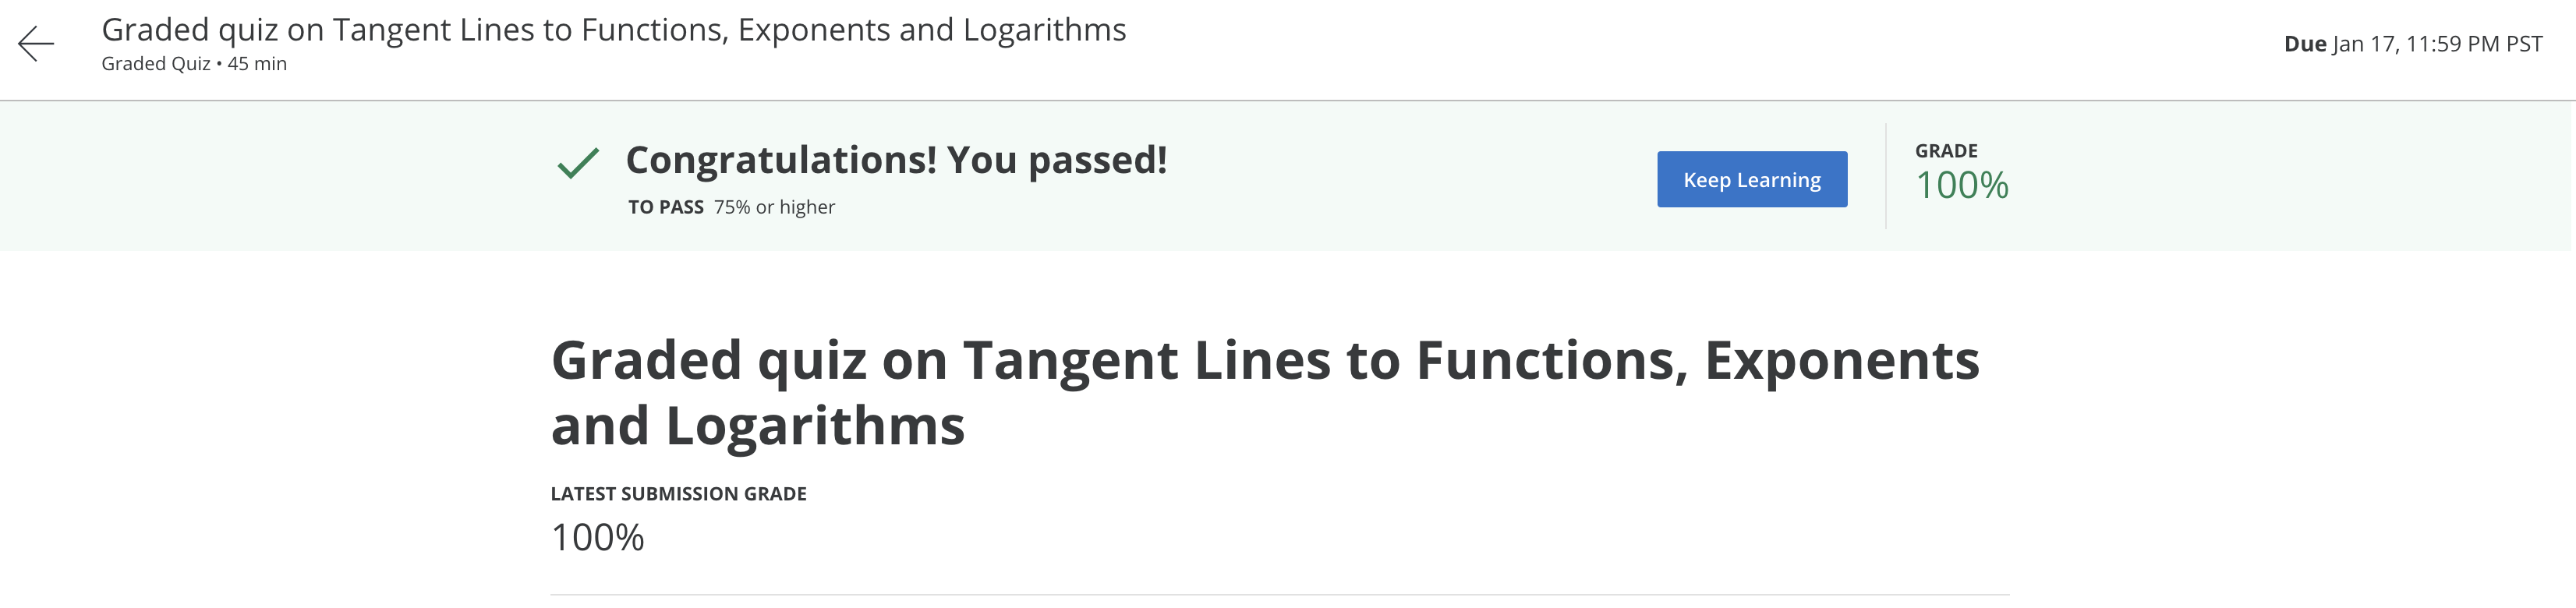 Graded quiz on Tangent Lines to Functions, Exponents and Logarithms
Graded Quiz • 45 min
Due Jan 17, 11:59 PM PST
Congratulations! You passed!
TO PASS 75% or higher
Keep Learning
GRADE
100%
Graded quiz on Tangent Lines to Functions, Exponents
and Logarithms
LATEST SUBMISSION GRADE
100%